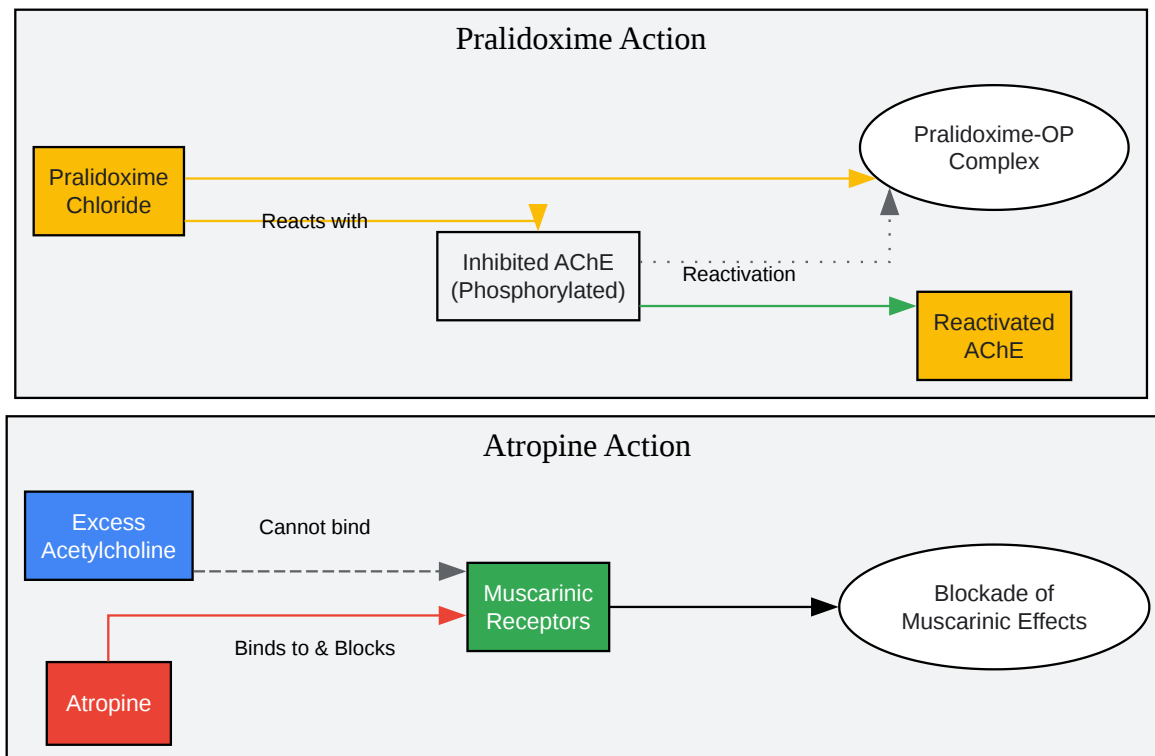 Pralidoxime Action
Pralidoxime
Chloride
Reacts with
Inhibited AChE
(Phosphorylated)
Reactivation
Pralidoxime-OP
Complex
Reactivated
AChE
Atropine Action
Excess
Acetylcholine
Cannot bind
Atropine
Binds to & Blocks
Muscarinic
Receptors
Blockade of
Muscarinic Effects